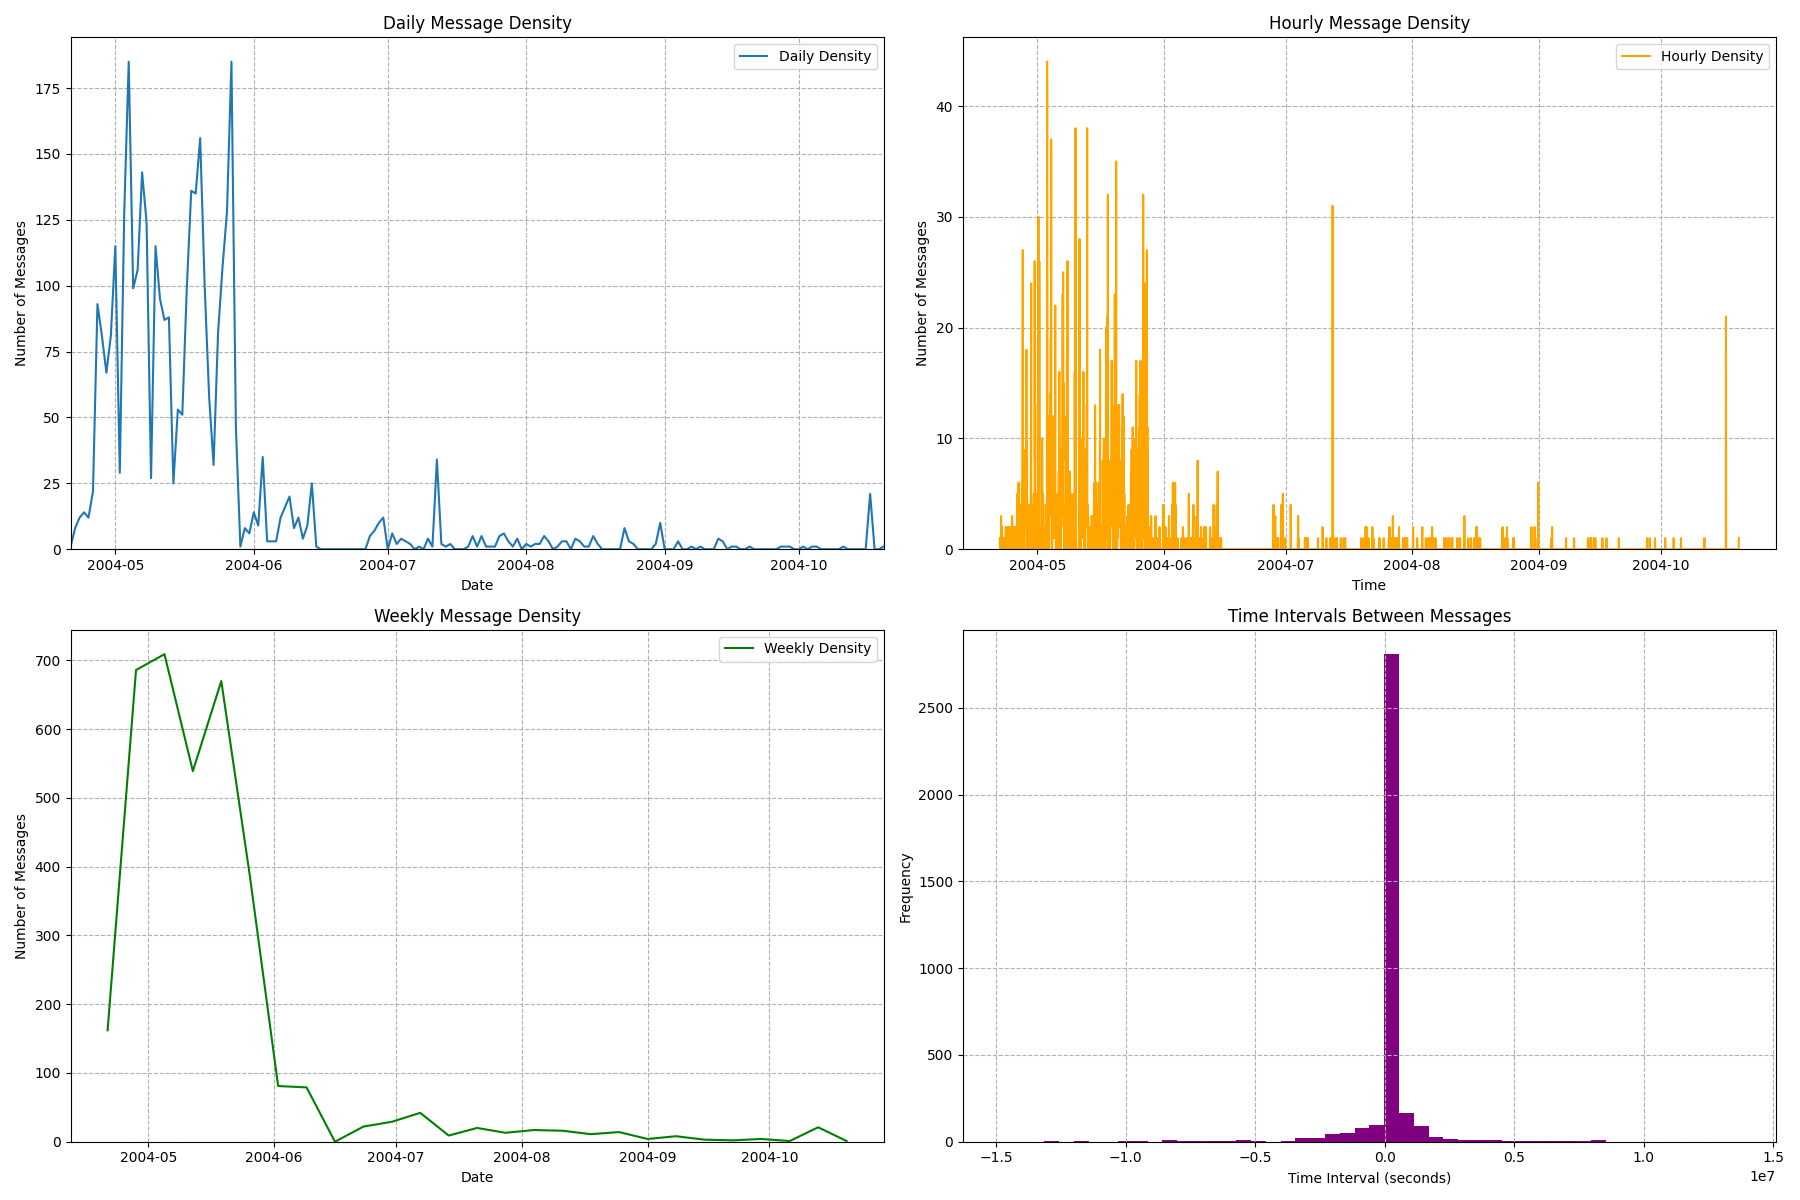 Daily Message Density
Daily Density
Number of Messages
175
150
125
100
75
50
25
0
2004-05 2004-06 2004-07 2004-08 2004-09 2004-10
Date
Hourly Message Density
Hourly Density
Number of Messages
40
30
20
10
0
2004-05 2004-06 2004-07 2004-08 2004-09 2004-10
Time
Weekly Message Density
Weekly Density
Number of Messages
700
600
500
400
300
200
100
0
2004-05 2004-06 2004-07 2004-08 2004-09 2004-10
Date
Time Intervals Between Messages
Frequency
2500
2000
1500
1000
500
0
−1.5 −1.0 −0.5 0.0 0.5 1.0 1.5
1e7
Time Interval (seconds)